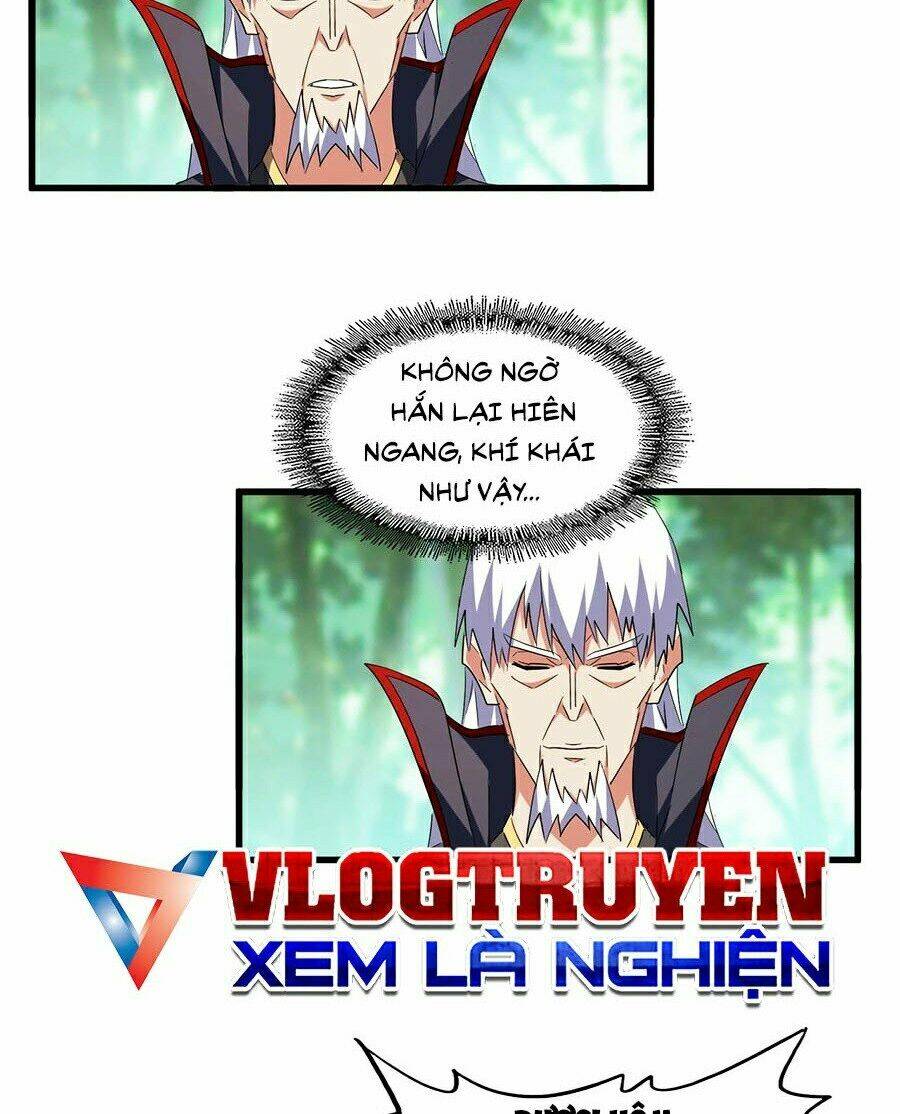 KHÔNG NGỜ
HẮN LẠI HIÊN
NGANG, KHÍ KHÁI
NHƯ VẬY...
VLOGTRUYEN
XEM LÀ NGHIỆN